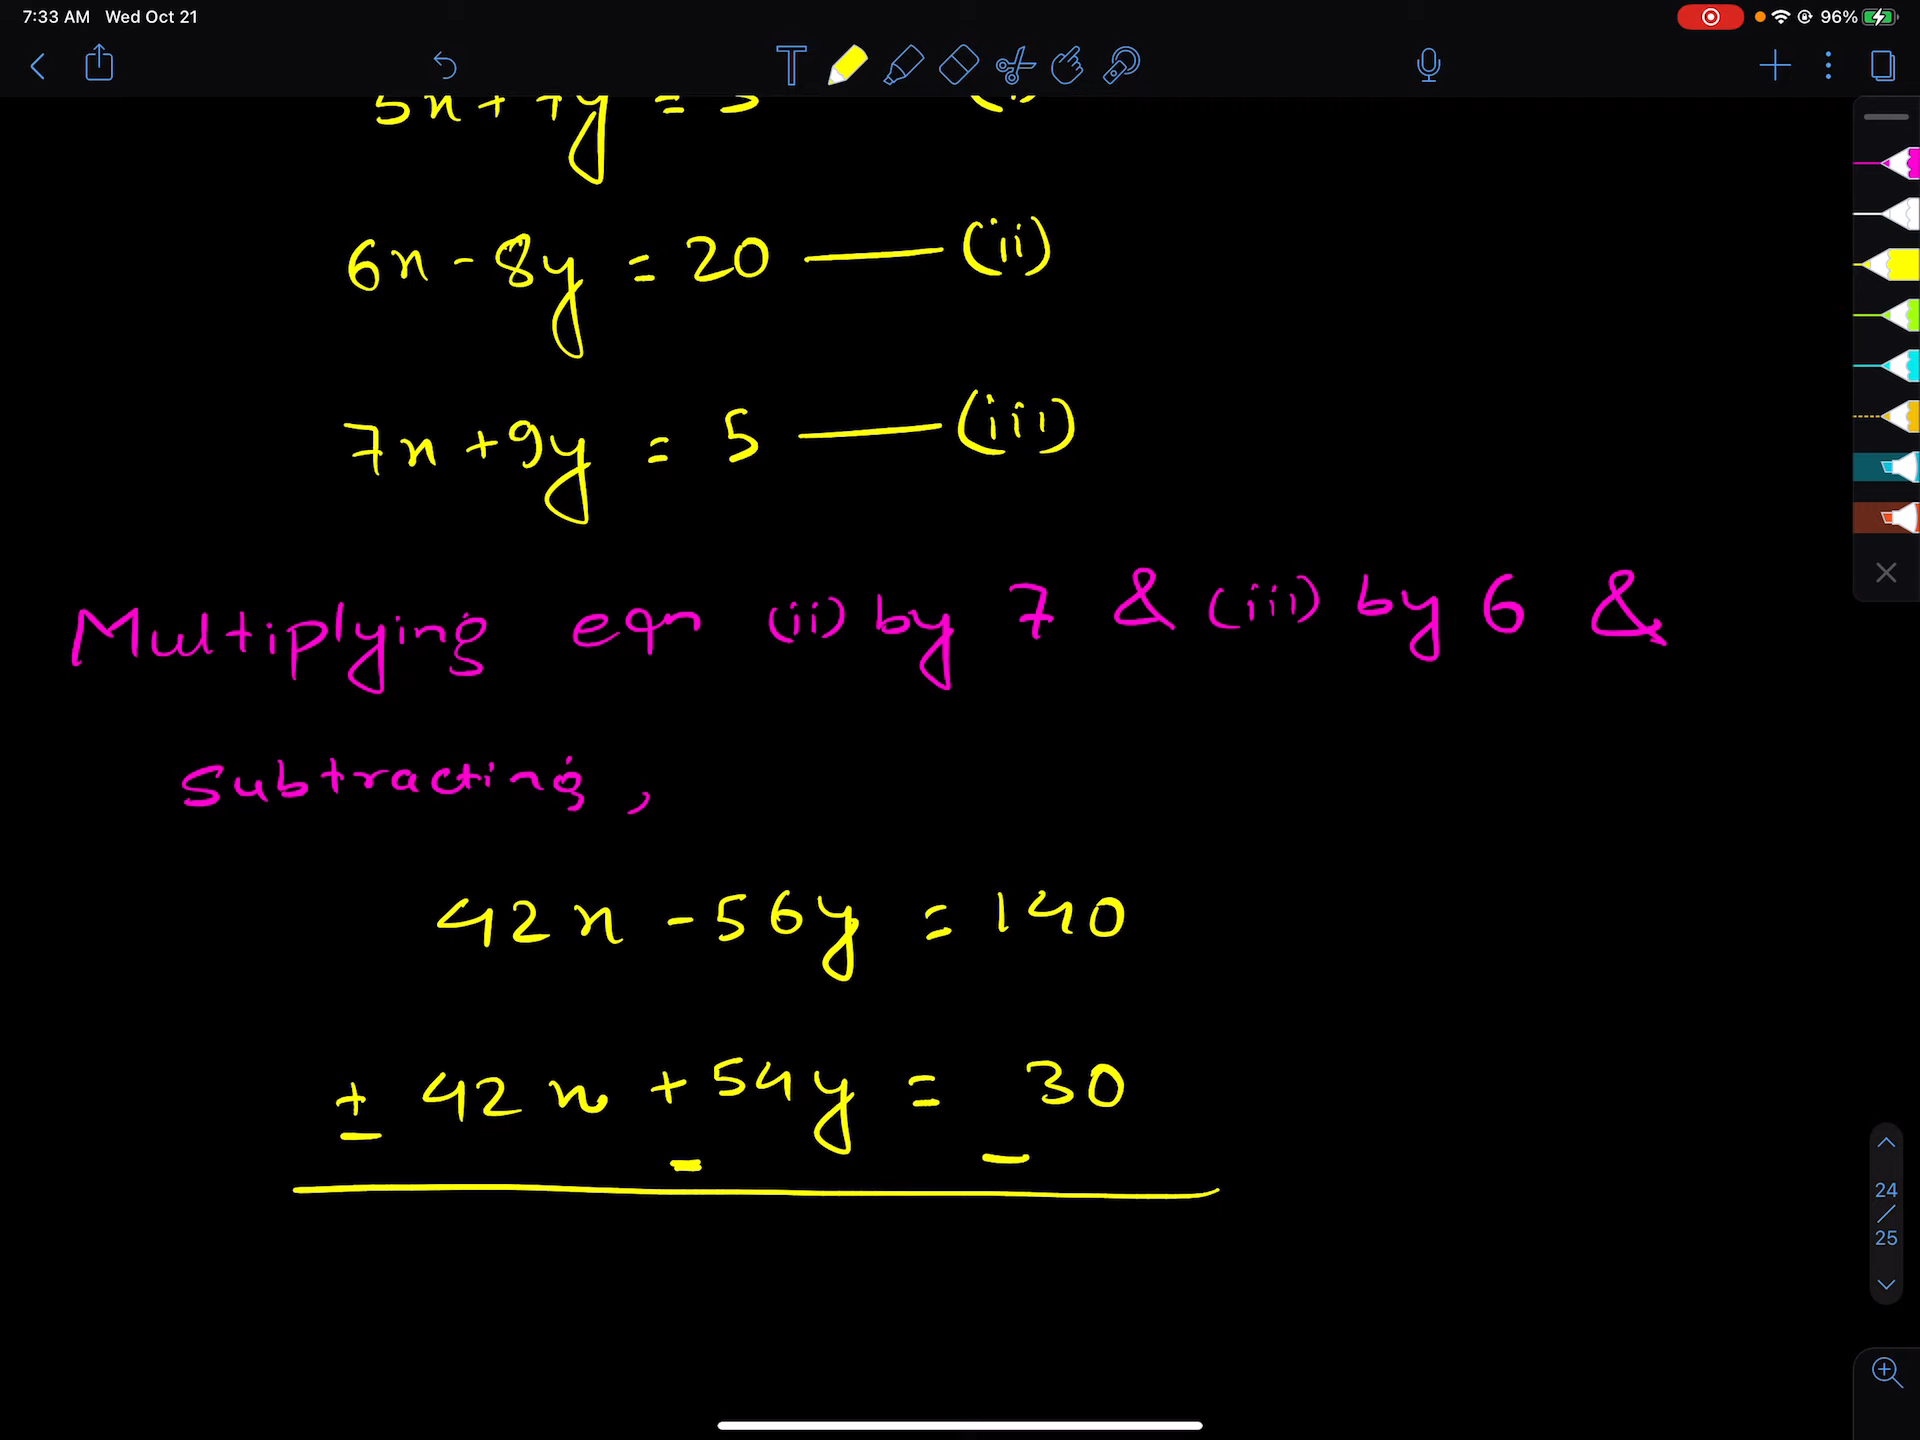 7:33 AM Wed Oct 21
96%
6x - 8y = 20 —— (ii)
7x + 9y = 5 —— (iii)
Multiplying eqn (ii) by 7 & (iii) by 6 &
subtracting,
42x - 56y = 140
± 42x + 54y = 30
- -
24
/
25